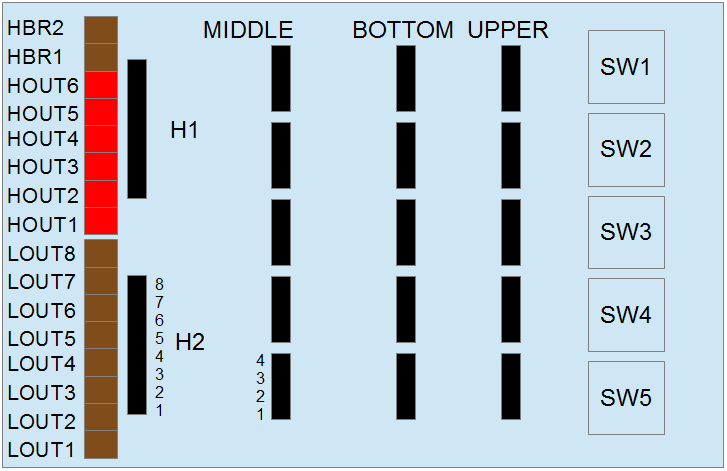 HBR2
HBR1
HOUT6
HOUT5
HOUT4
HOUT3
HOUT2
HOUT1
LOUT8
LOUT7
LOUT6
LOUT5
LOUT4
LOUT3
LOUT2
LOUT1
H1
8
7
6
5
4
3
2
1
H2
MIDDLE BOTTOM UPPER
4
3
2
1
SW1
SW2
SW3
SW4
SW5